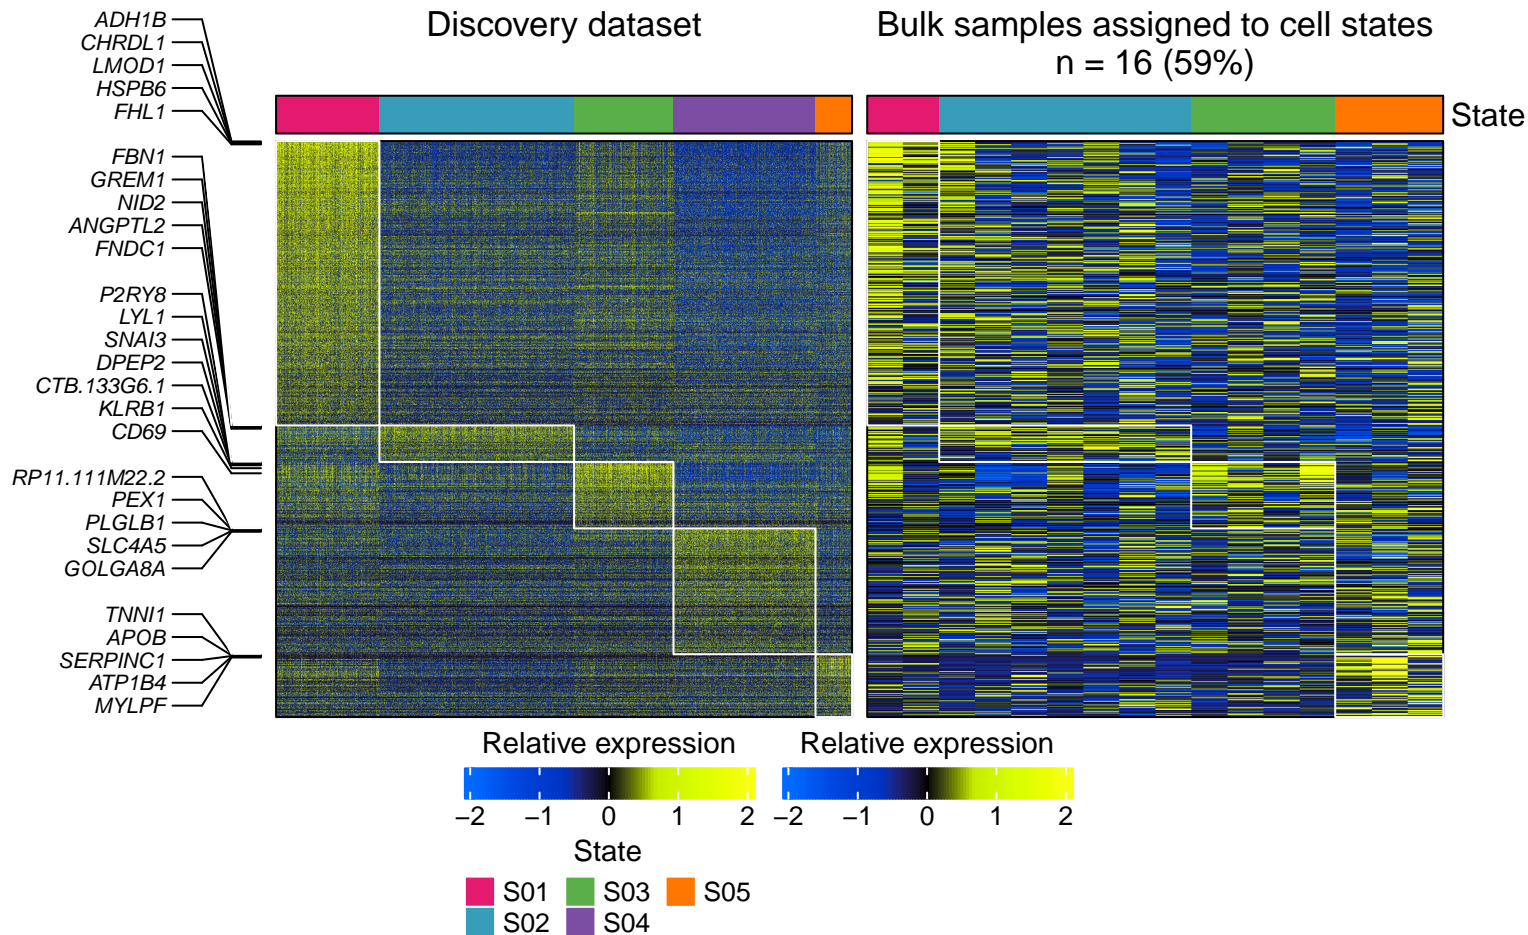 Discovery dataset
Bulk samples assigned to cell states
n = 16 (59%)
State
ADH1B
CHRDL1
LMOD1
HSPB6
FHL1
FBN1
GREM1
NID2
ANGPTL2
FNDC1
P2RY8
LYL1
SNAI3
DPEP2
CTB.133G6.1
KLRB1
CD69
RP11.111M22.2
PEX1
PLGLB1
SLC4A5
GOLGA8A
TNNI1
APOB
SERPINC1
ATP1B4
MYLPF
Relative expression
−2 −1 0 1 2
Relative expression
−2 −1 0 1 2
State
S01 S03 S05
S02 S04